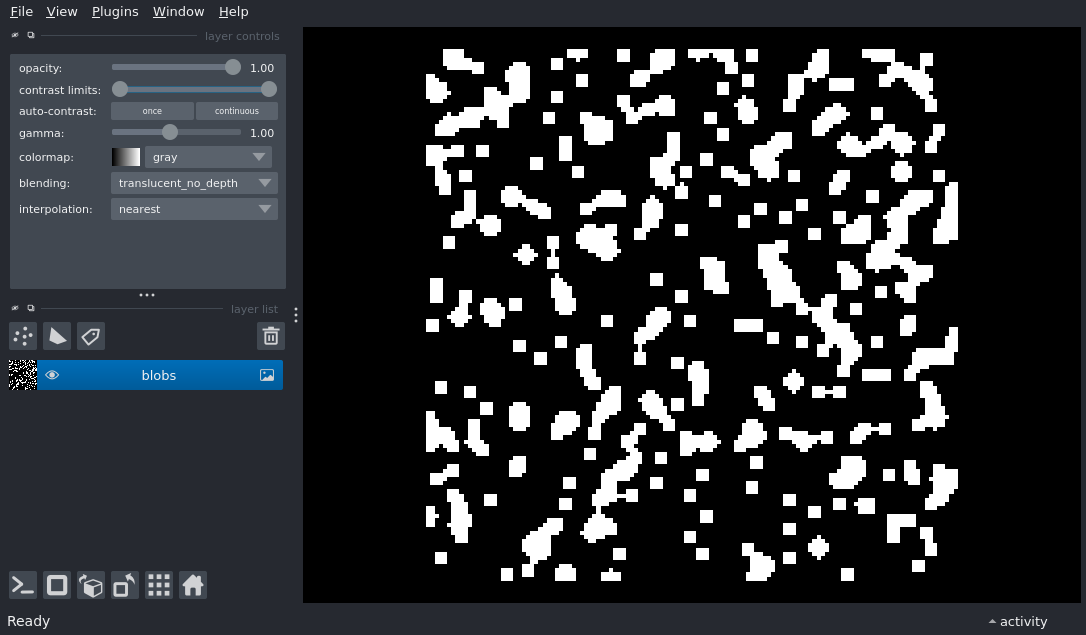 File View Plugins Window Help
layer controls
opacity: 1.00
contrast limits:
auto-contrast: once continuous
gamma: 1.00
colormap: gray
blending: translucent_no_depth
interpolation: nearest
layer list
blobs
Ready
activity